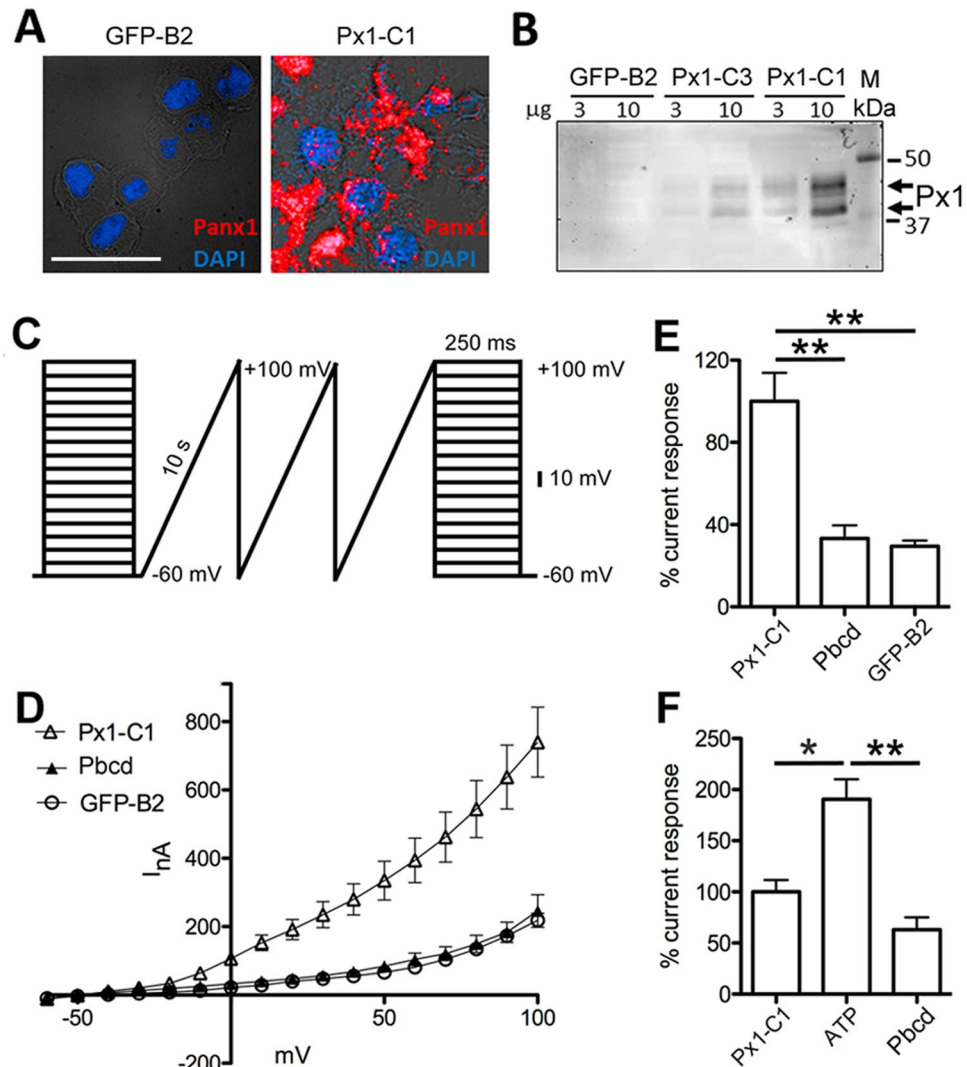 A
GFP-B2
Px1-C1
Panx1
DAPI
Panx1
DAPI
B
GFP-B2 Px1-C3 Px1-C1 M
μg 3 10 3 10 3 10 kDa
50
Px1
37
C
250 ms
+100 mV
+100 mV
10 s
10 mV
-60 mV
-60 mV
D
Px1-C1
Pbcd
GFP-B2
InA
800
600
400
200
-200
-50
50
100
mV
E
**
**
% current response
120
80
40
0
Px1-C1
Pbcd
GFP-B2
F
*
**
% current response
250
200
150
100
50
0
Px1-C1
ATP
Pbcd